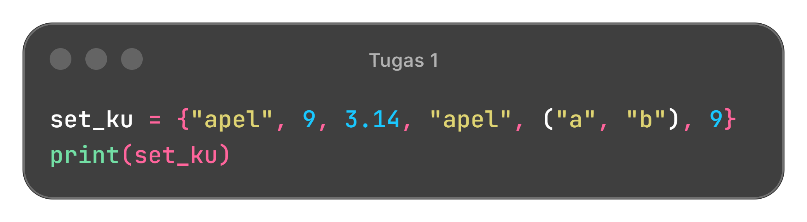 Tugas 1
set_ku = {"apel", 9, 3.14, "apel", ("a", "b"), 9}
print(set_ku)